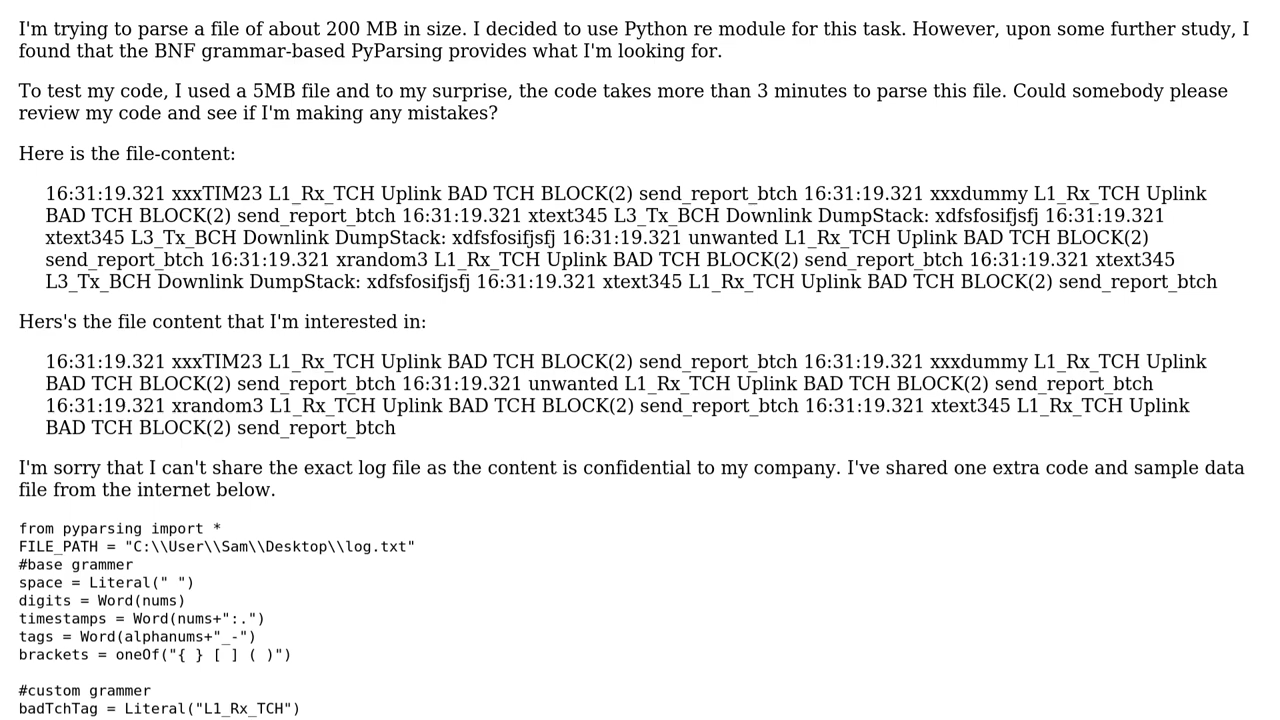 I'm trying to parse a file of about 200 MB in size. I decided to use Python re module for this task. However, upon some further study, I
found that the BNF grammar-based PyParsing provides what I'm looking for.
To test my code, I used a 5MB file and to my surprise, the code takes more than 3 minutes to parse this file. Could somebody please
review my code and see if I'm making any mistakes?
Here is the file-content:
16:31:19.321 xxxTIM23 L1_Rx_TCH Uplink BAD TCH BLOCK(2) send_report_btch 16:31:19.321 xxxdummy L1_Rx_TCH Uplink
BAD TCH BLOCK(2) send_report_btch 16:31:19.321 xtext345 L3_Tx_BCH Downlink DumpStack: xdfsfosifjsfj 16:31:19.321
xtext345 L3_Tx_BCH Downlink DumpStack: xdfsfosifjsfj 16:31:19.321 unwanted L1_Rx_TCH Uplink BAD TCH BLOCK(2)
send_report_btch 16:31:19.321 xrandom3 L1_Rx_TCH Uplink BAD TCH BLOCK(2) send_report_btch 16:31:19.321 xtext345
L3_Tx_BCH Downlink DumpStack: xdfsfosifjsfj 16:31:19.321 xtext345 L1_Rx_TCH Uplink BAD TCH BLOCK(2) send_report_btch
Hers's the file content that I'm interested in:
16:31:19.321 xxxTIM23 L1_Rx_TCH Uplink BAD TCH BLOCK(2) send_report_btch 16:31:19.321 xxxdummy L1_Rx_TCH Uplink
BAD TCH BLOCK(2) send_report_btch 16:31:19.321 unwanted L1_Rx_TCH Uplink BAD TCH BLOCK(2) send_report_btch
16:31:19.321 xrandom3 L1_Rx_TCH Uplink BAD TCH BLOCK(2) send_report_btch 16:31:19.321 xtext345 L1_Rx_TCH Uplink
BAD TCH BLOCK(2) send_report_btch
I'm sorry that I can't share the exact log file as the content is confidential to my company. I've shared one extra code and sample data
file from the internet below.
from pyparsing import *
FILE_PATH = "C:\\User\\Sam\\Desktop\\log.txt"
#base grammer
space = Literal(" ")
digits = Word(nums)
timestamps = Word(nums+":.")
tags = Word(alphanums+"_-")
brackets = oneOf("{ } [ ] ( )")
#custom grammer
badTchTag = Literal("L1_Rx_TCH")